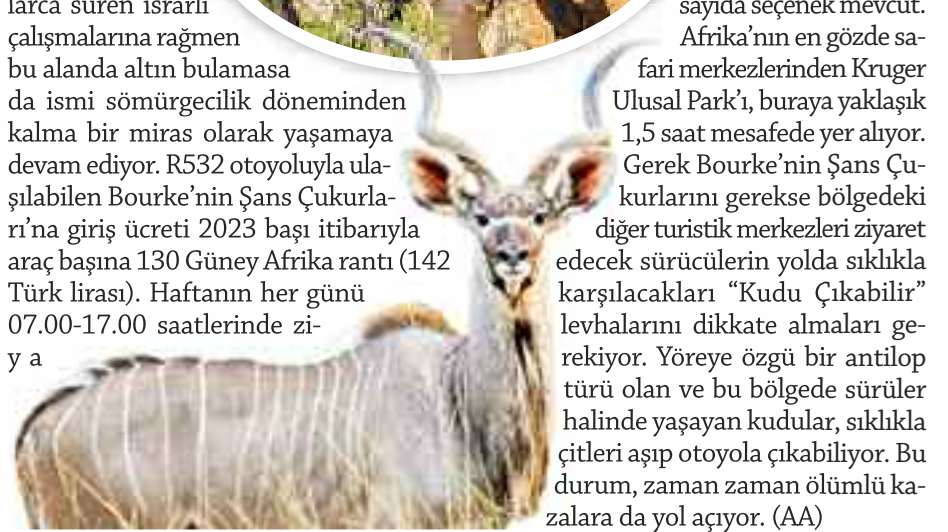 larca süren ısrarlı
çalışmalarına rağmen
bu alanda altın bulamasa
da ismi sömürgecilik döneminden
kalma bir miras olarak yaşamaya
devam ediyor. R532 otoyoluyla ula-
şılabilen Bourke’nin Şans Çukurla-
rı’na giriş ücreti 2023 başı itibarıyla
araç başına 130 Güney Afrika rantı (142
Türk lirası). Haftanın her günü
07.00-17.00 saatlerinde zi-
y a
sayıda seçenek mevcut.
Afrika’nın en gözde sa-
fari merkezlerinden Kruger
Ulusal Park’ı, buraya yaklaşık
1,5 saat mesafede yer alıyor.
Gerek Bourke’nin Şans Çu-
kurlarını gerekse bölgedeki
diğer turistik merkezleri ziyaret
edecek sürücülerin yolda sıklıkla
karşılacakları “Kudu Çıkabilir”
levhalarını dikkate almaları ge-
rekiyor. Yöreye özgü bir antilop
türü olan ve bu bölgede sürüler
halinde yaşayan kudular, sıklıkla
çitleri aşıp otoyola çıkabiliyor. Bu
durum, zaman zaman ölümlü ka-
zalara da yol açıyor. (AA)